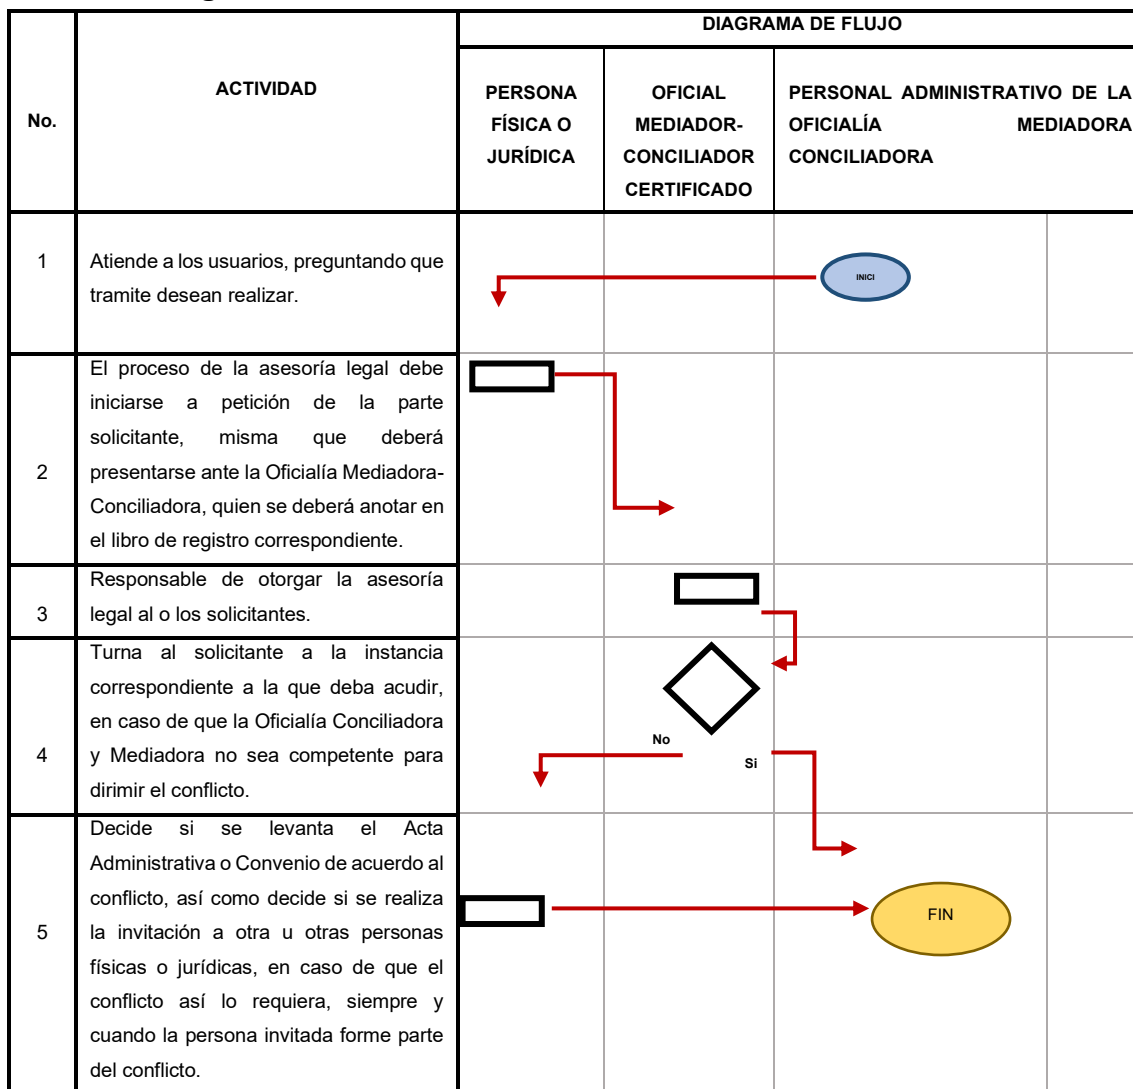 DIAGRAMA DE FLUJO
No.
ACTIVIDAD
PERSONA
FÍSICA O
JURÍDICA
OFICIAL
MEDIADOR-
CONCILIADOR
CERTIFICADO
PERSONAL ADMINISTRATIVO DE LA
OFICIALÍA MEDIADORA
CONCILIADORA
1
Atiende a los usuarios, preguntando que
tramite desean realizar.
INICI
2
El proceso de la asesoría legal debe
iniciarse a petición de la parte
solicitante, misma que deberá
presentarse ante la Oficialía Mediadora-
Conciliadora, quien se deberá anotar en
el libro de registro correspondiente.
3
Responsable de otorgar la asesoría
legal al o los solicitantes.
4
Turna al solicitante a la instancia
correspondiente a la que deba acudir,
en caso de que la Oficialía Conciliadora
y Mediadora no sea competente para
dirimir el conflicto.
No
Si
5
Decide si se levanta el Acta
Administrativa o Convenio de acuerdo al
conflicto, así como decide si se realiza
la invitación a otra u otras personas
físicas o jurídicas, en caso de que el
conflicto así lo requiera, siempre y
cuando la persona invitada forme parte
del conflicto.
FIN